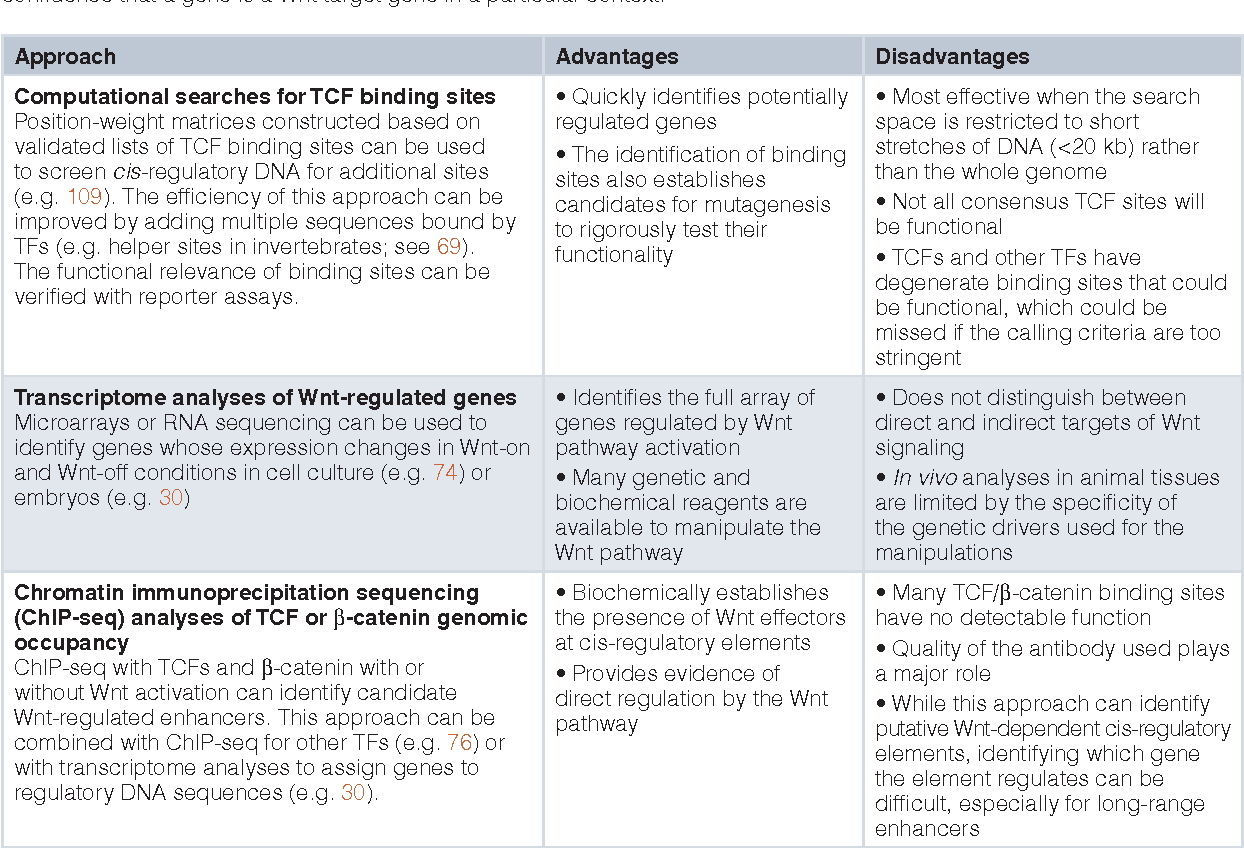 confidence that a gene is a Wnt target gene in a particular context.
Approach
Advantages
Disadvantages
Computational searches for TCF binding sites
Position-weight matrices constructed based on
validated lists of TCF binding sites can be used
to screen cis-regulatory DNA for additional sites
(e.g. 109). The efficiency of this approach can be
improved by adding multiple sequences bound by
TFs (e.g. helper sites in invertebrates; see 69).
The functional relevance of binding sites can be
verified with reporter assays.
• Quickly identifies potentially
regulated genes
• The identification of binding
sites also establishes
candidates for mutagenesis
to rigorously test their
functionality
• Most effective when the search
space is restricted to short
stretches of DNA (<20 kb) rather
than the whole genome
• Not all consensus TCF sites will
be functional
• TCFs and other TFs have
degenerate binding sites that could
be functional, which could be
missed if the calling criteria are too
stringent
Transcriptome analyses of Wnt-regulated genes
Microarrays or RNA sequencing can be used to
identify genes whose expression changes in Wnt-on
and Wnt-off conditions in cell culture (e.g. 74) or
embryos (e.g. 30)
• Identifies the full array of
genes regulated by Wnt
pathway activation
• Many genetic and
biochemical reagents are
available to manipulate the
Wnt pathway
• Does not distinguish between
direct and indirect targets of Wnt
signaling
• In vivo analyses in animal tissues
are limited by the specificity of
the genetic drivers used for the
manipulations
Chromatin immunoprecipitation sequencing
(ChIP-seq) analyses of TCF or β-catenin genomic
occupancy
ChIP-seq with TCFs and β-catenin with or
without Wnt activation can identify candidate
Wnt-regulated enhancers. This approach can be
combined with ChIP-seq for other TFs (e.g. 76) or
with transcriptome analyses to assign genes to
regulatory DNA sequences (e.g. 30).
• Biochemically establishes
the presence of Wnt effectors
at cis-regulatory elements
• Provides evidence of
direct regulation by the Wnt
pathway
• Many TCF/β-catenin binding sites
have no detectable function
• Quality of the antibody used plays
a major role
• While this approach can identify
putative Wnt-dependent cis-regulatory
elements, identifying which gene
the element regulates can be
difficult, especially for long-range
enhancers